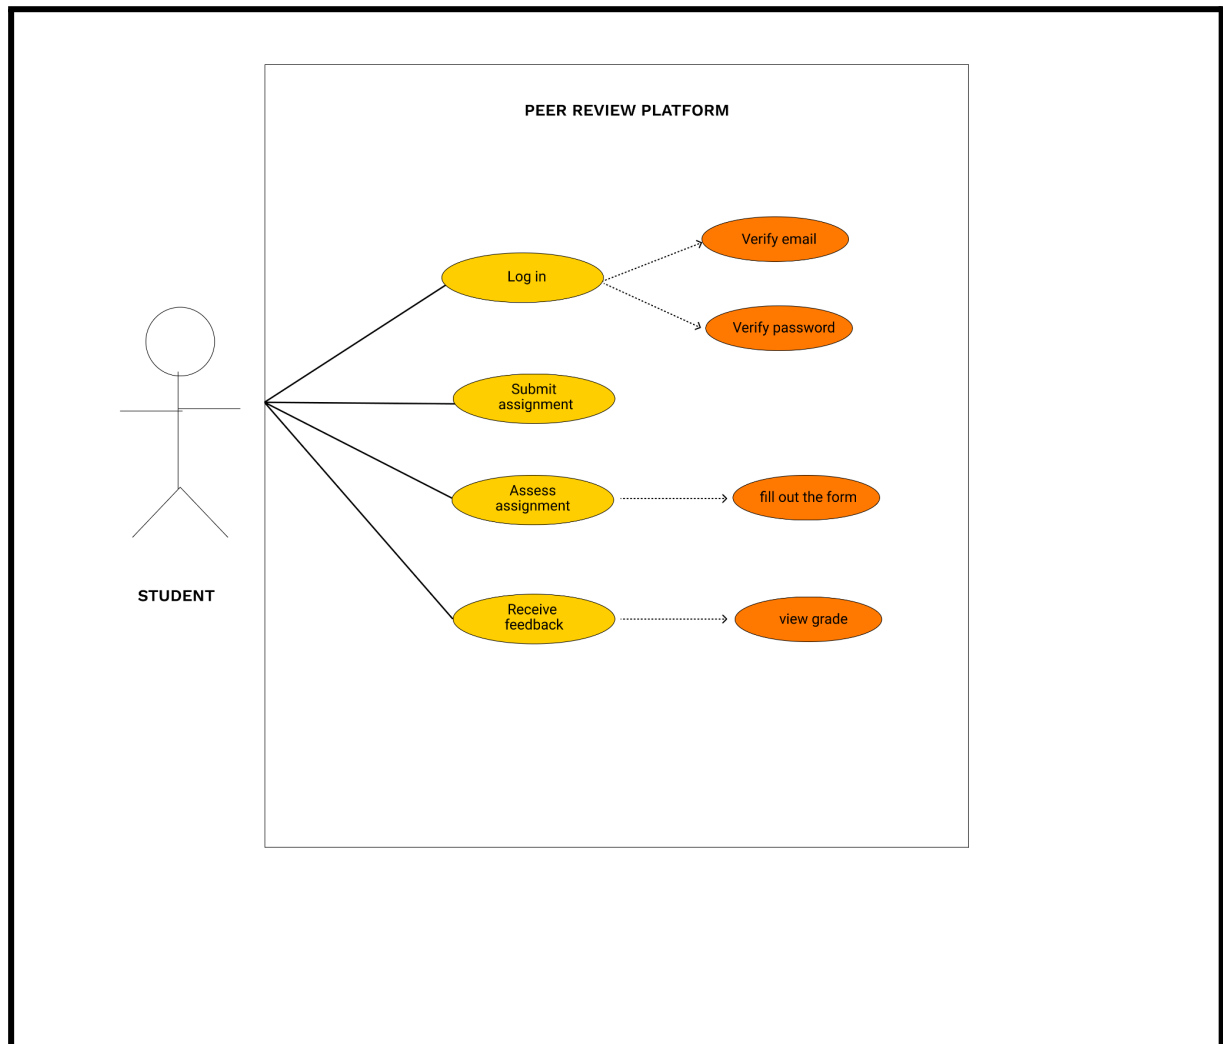 PEER REVIEW PLATFORM
Verify email
Log in
Verify password
Submit
assignment
Assess
assignment
fill out the form
STUDENT
Receive
feedback
view grade